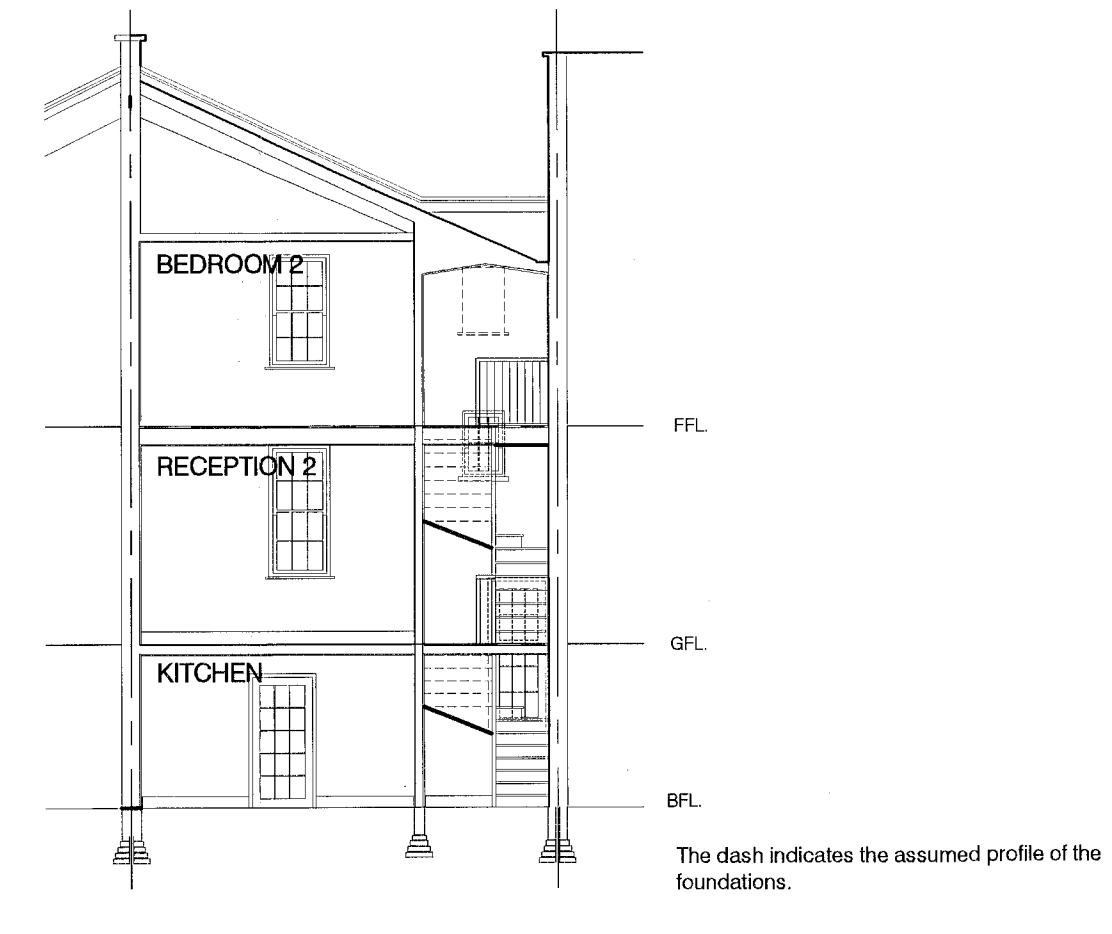 BEDROOM 2
FFL.
RECEPTION 2
GFL.
KITCHEN
BFL.
The dash indicates the assumed profile of the
foundations.